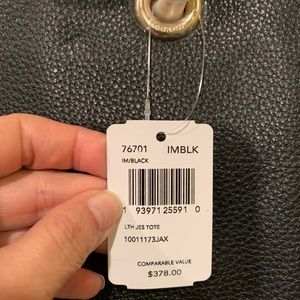 76701 IMBLK
IM/BLACK
1 93971 25591 0
LTH JES TOTE
10011173JAX
COMPARABLE VALUE
$378.00